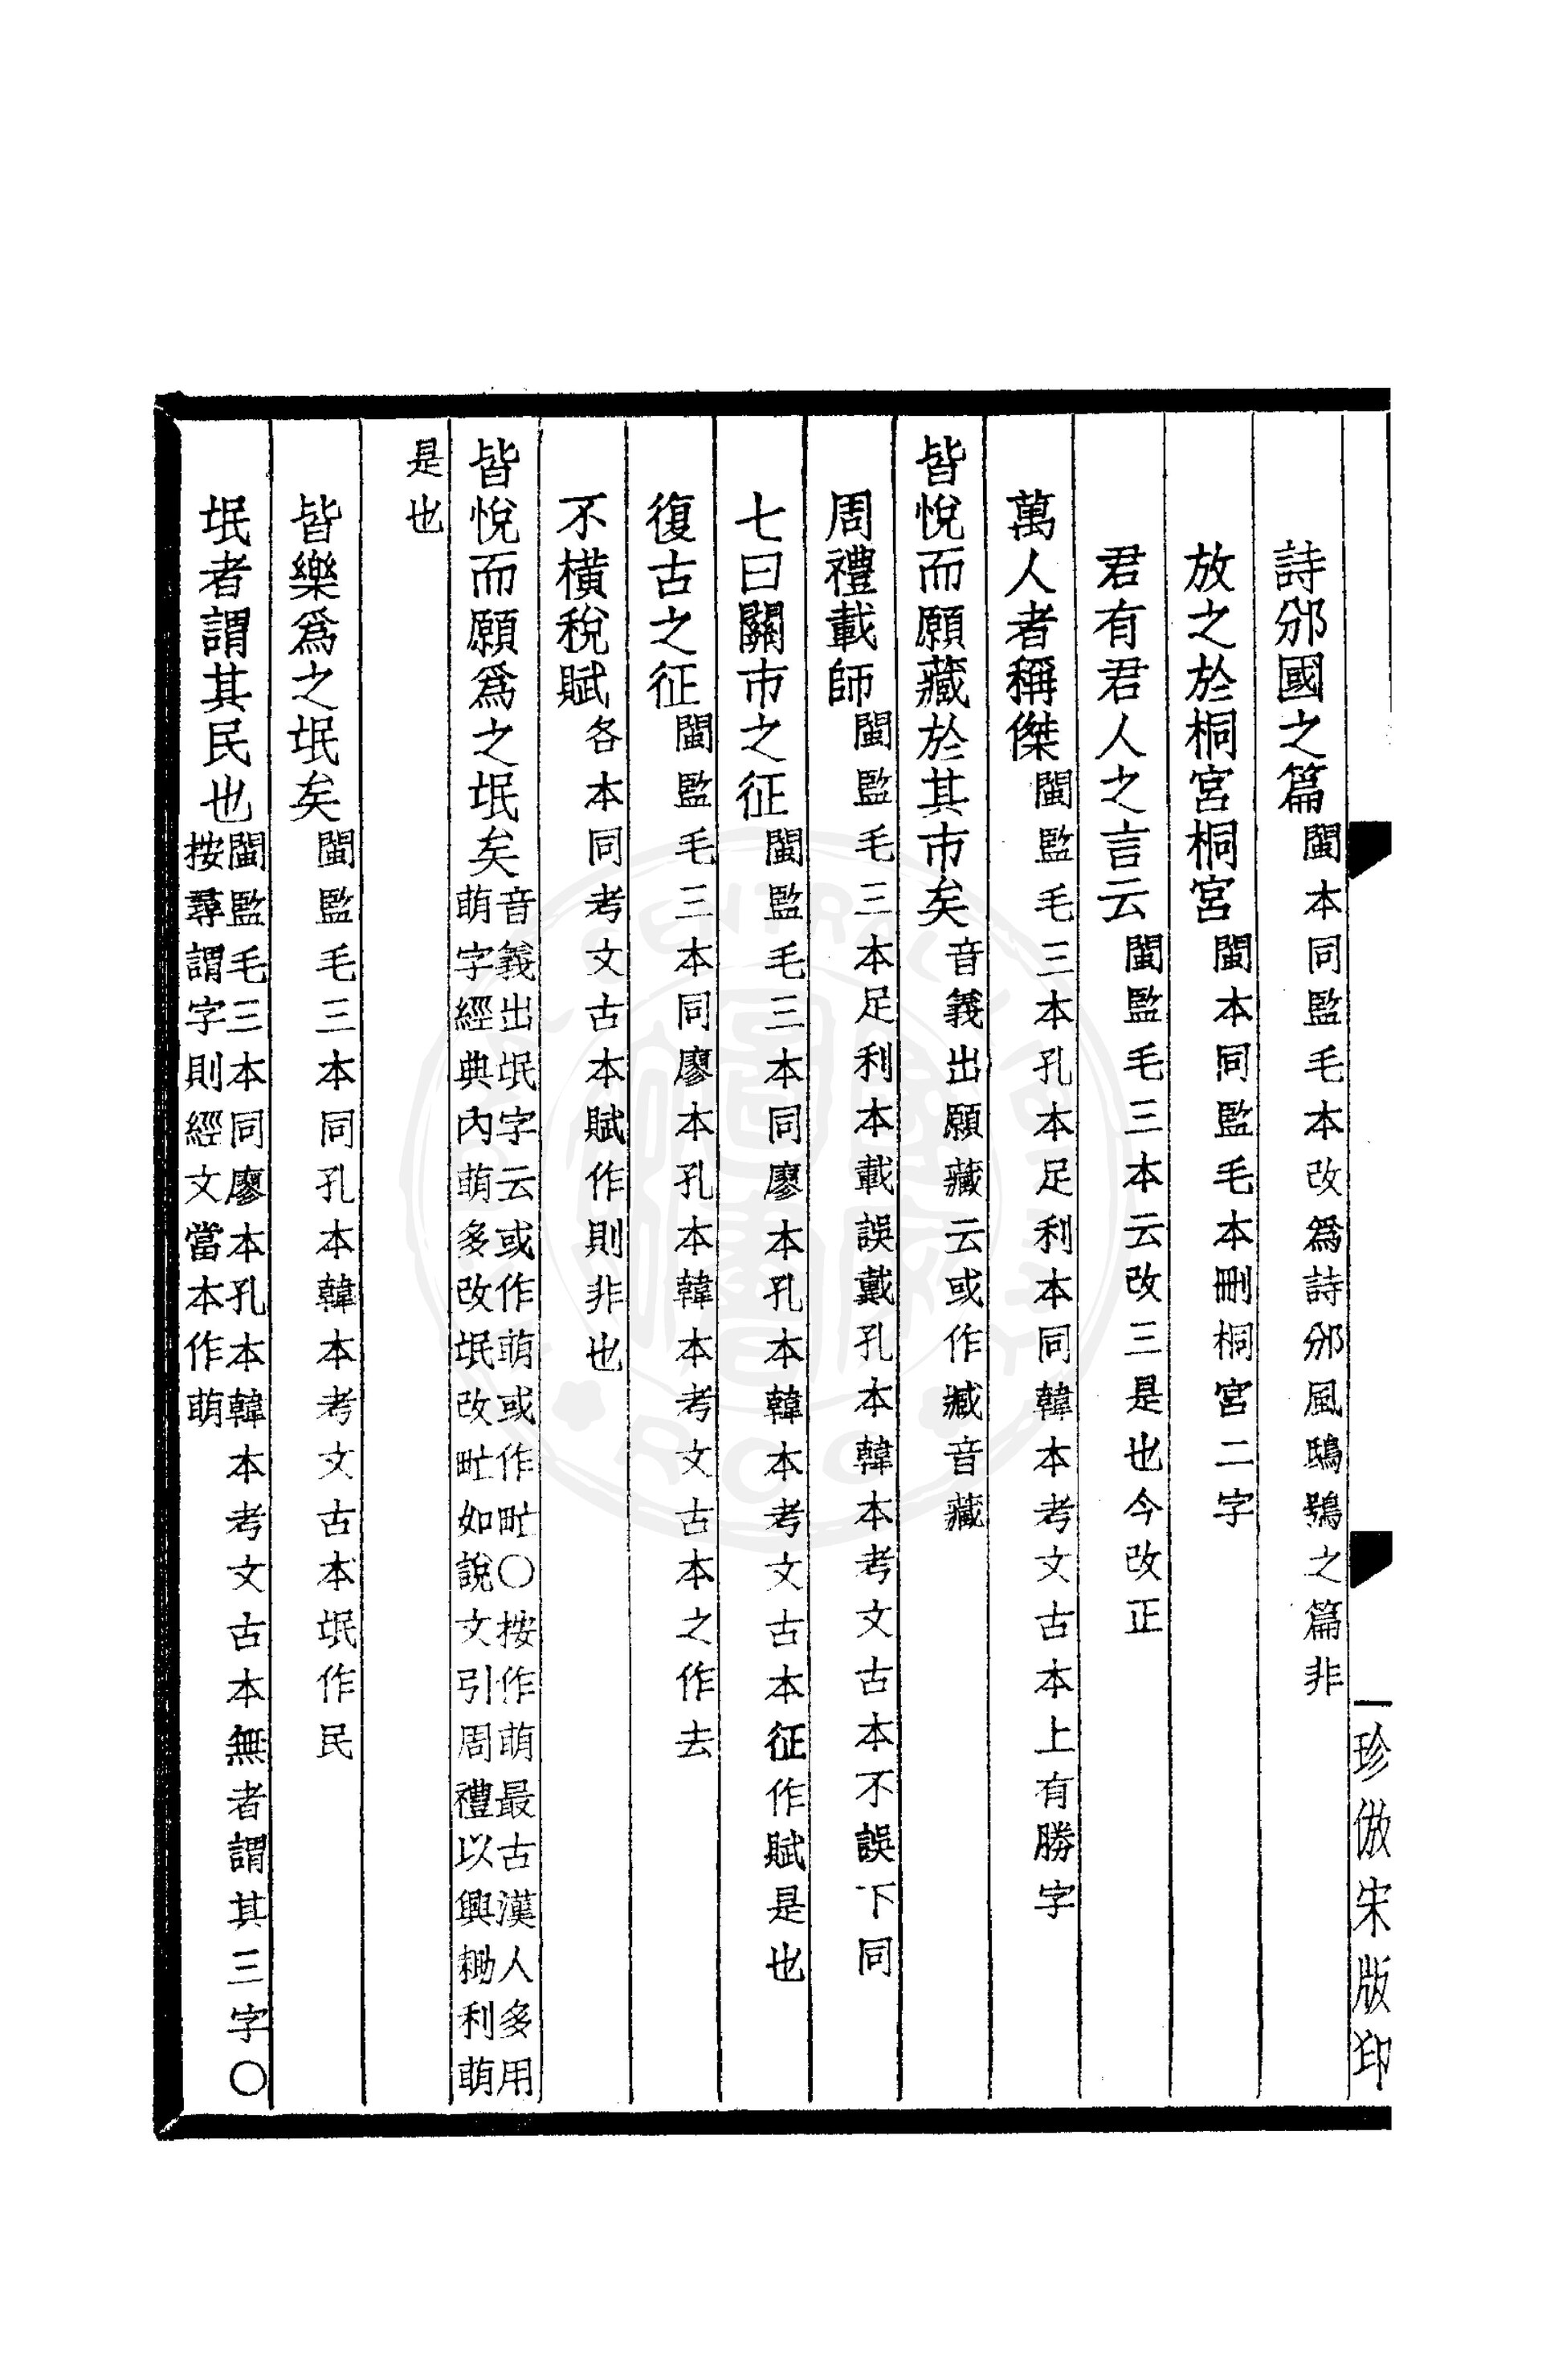 詩邠國之篇閩本同監毛本改爲詩邠風鴟鴞之篇非
放之於桐宮桐宮閩本同監毛本刪桐宮二字
君有君人之言云閩監毛三本云改三是也今改正
萬人者稱傑閩監毛三本孔本足利本同韓本考文古本上有勝字
皆悅而願藏於其市矣音義出願藏云或作臧音藏
周禮載師閩監毛三本足利本載誤戴孔本韓本考文古本不誤下同
七曰關市之征閩監毛三本同廖本孔本韓本考文古本征作賦是也
復古之征閩監毛三本同廖本孔本韓本考文古本之作去
不橫稅賦各本同考文古本賦作則非也
皆悅而願爲之氓矣音義出氓字云或作萌或作甿〇按作萌最古漢人多用
萌字經典內萌多改氓改甿如說文引周禮以興耡利萌
是也
皆樂爲之氓矣閩監毛三本同孔本韓本考文古本氓作民
氓者謂其民也閩監毛三本同廖本孔本韓本考文古本無者謂其三字〇
按尋謂字則經文當本作萌
珍倣宋版印